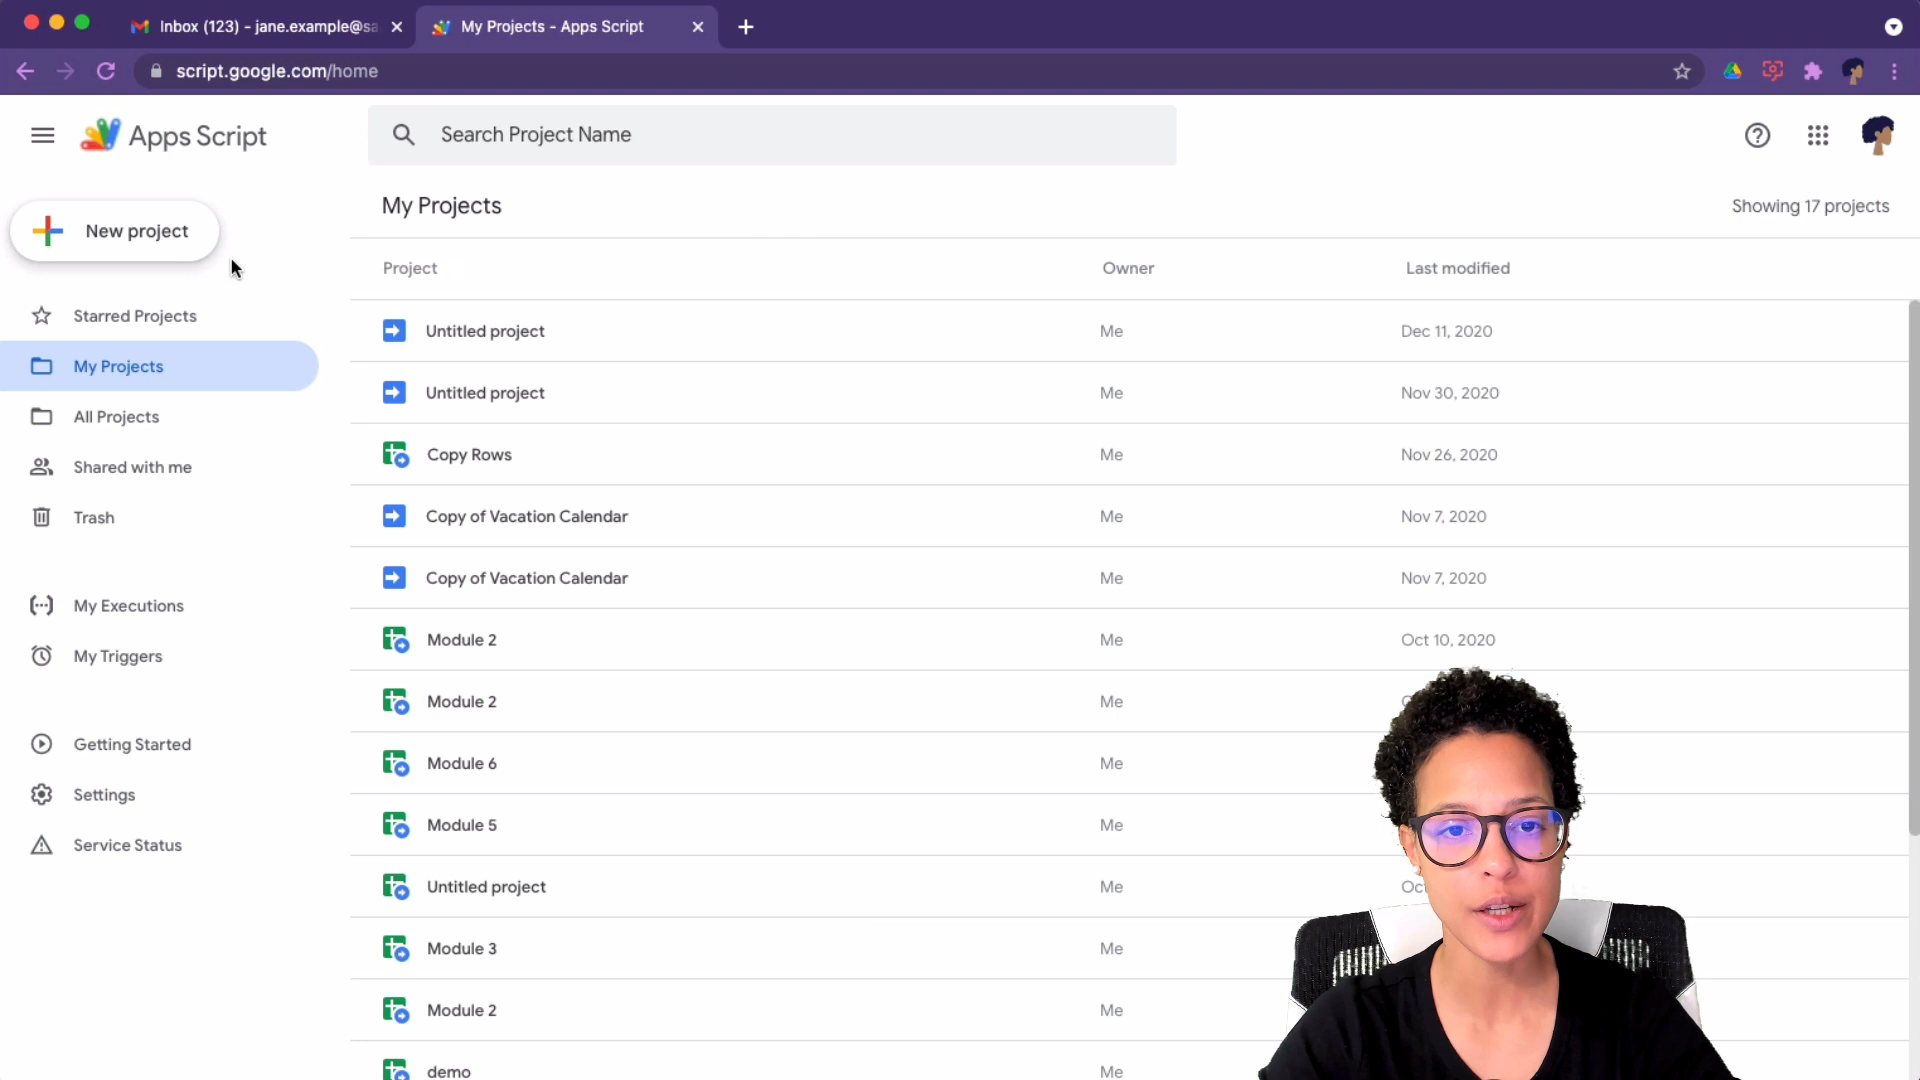 Inbox (123) - jane.example@sa
My Projects - Apps Script
script.google.com/home
Apps Script
Search Project Name
New project
My Projects
Showing 17 projects
Project Owner Last modified
Starred Projects
My Projects
All Projects
Shared with me
Trash
My Executions
My Triggers
Getting Started
Settings
Service Status
Untitled project Me Dec 11, 2020
Untitled project Me Nov 30, 2020
Copy Rows Me Nov 26, 2020
Copy of Vacation Calendar Me Nov 7, 2020
Copy of Vacation Calendar Me Nov 7, 2020
Module 2 Me Oct 10, 2020
Module 2 Me
Module 6 Me
Module 5 Me
Untitled project Me Oc
Module 3 Me
Module 2 Me
demo Me